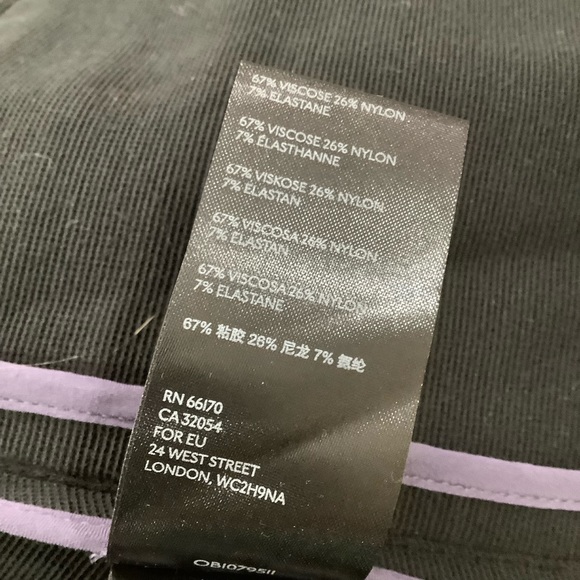 67% VISCOSE 26% NYLON
7% ELASTANE
67% VISCOSE 26% NYLON
7% ÉLASTHANNE
67% VISKOSE 26% NYLON
7% ELASTAN
67% VISCOSA 26% NYLON
7% ELASTAN
67% VISCOSA 26% NYLON
7% ELASTANE
67% 粘胶 26% 尼龙 7% 氨纶
RN 66170
CA 32054
FOR EU
24 WEST STREET
LONDON, WC2H9NA
OB1079511